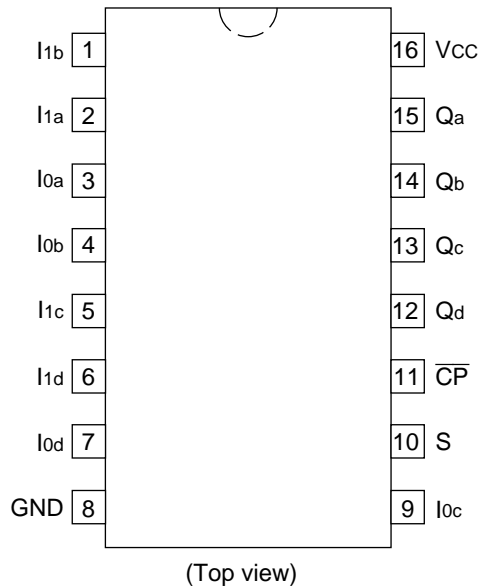 I1b 1 16 VCC
I1a 2 15 Qa
I0a 3 14 Qb
I0b 4 13 Qc
I1c 5 12 Qd
I1d 6 11 C̅P̅
I0d 7 10 S
GND 8 9 I0c
(Top view)